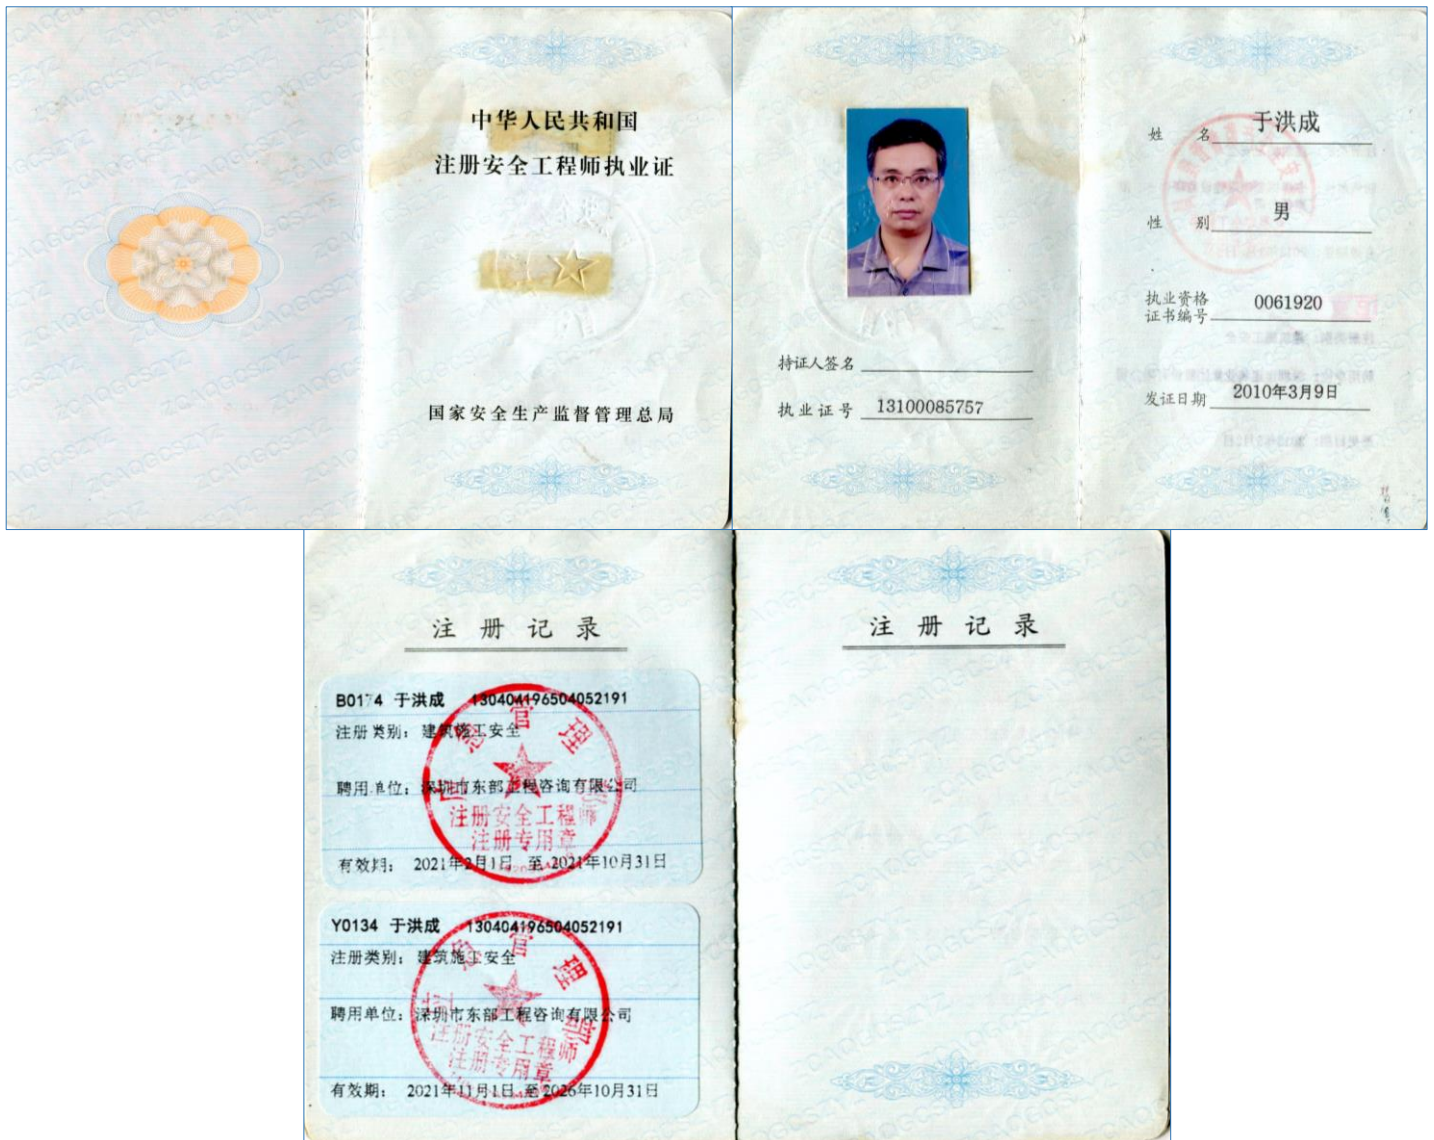 中华人民共和国
注册安全工程师执业证
国家安全生产监督管理总局
持证人签名
执业证号 13100085757
姓名 于洪成
性别 男
执业资格
证书编号 0061920
发证日期 2010年3月9日
注册记录
B0174 于洪成 130404196504052191
注册类别：建筑施工安全
聘用单位：深圳市东部工程咨询有限公司
有效期：2021年2月1日 至 2021年10月31日
应急管理部
注册安全工程师
注册专用章
Y0134 于洪成 130404196504052191
注册类别：建筑施工安全
聘用单位：深圳市东部工程咨询有限公司
有效期：2021年11月1日 至 2026年10月31日
应急管理部
注册安全工程师
注册专用章
注册记录